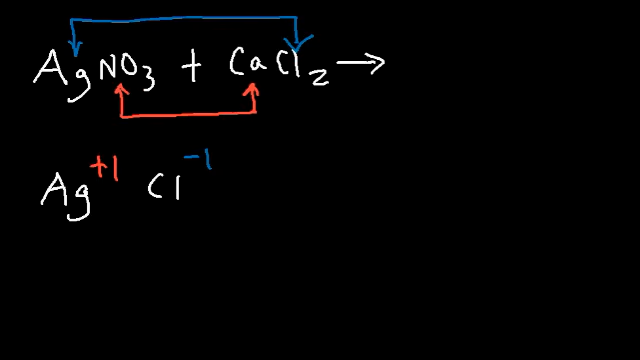 AgNO₃ + CaCl₂ →
Ag⁺¹ Cl⁻¹